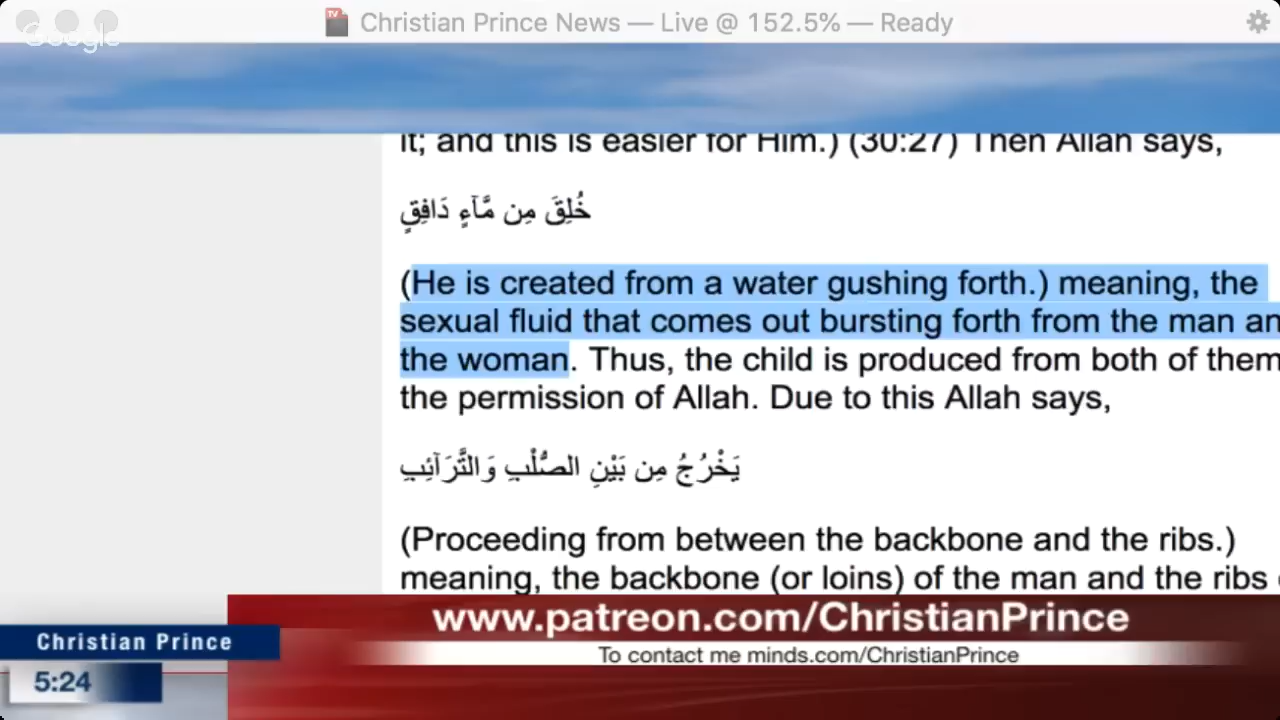 Christian Prince News — Live @ 152.5% — Ready
Google
it; and this is easier for Him.) (30:27) Then Allah says,
خُلِقَ مِن مَّآءٍ دَافِقٍ
(He is created from a water gushing forth.) meaning, the
sexual fluid that comes out bursting forth from the man an
the woman. Thus, the child is produced from both of them
the permission of Allah. Due to this Allah says,
يَخْرُجُ مِن بَيْنِ الصُّلْبِ وَالتَّرَآئِبِ
(Proceeding from between the backbone and the ribs.)
meaning, the backbone (or loins) of the man and the ribs
www.patreon.com/ChristianPrince
To contact me minds.com/ChristianPrince
Christian Prince
5:24